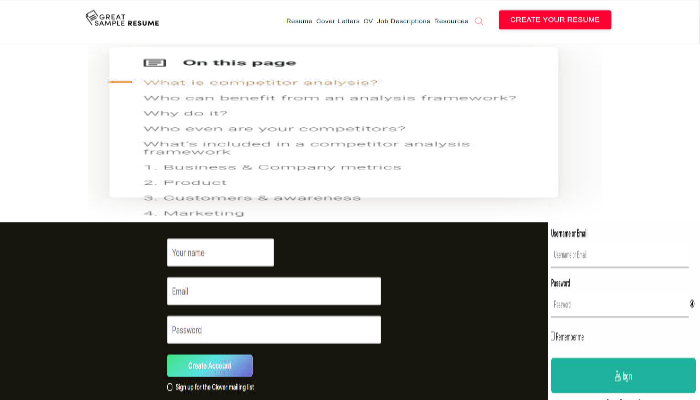 GREAT
SAMPLE RESUME
Resume Cover Letters CV Job Descriptions Resources
CREATE YOUR RESUME
On this page
What is competitor analysis?
Who can benefit from an analysis framework?
Why do it?
Who even are your competitors?
What's included in a competitor analysis
framework
1. Business & Company metrics
2. Product
3. Customers & awareness
4. Marketing
Your name
Email
Password
Create Account
Sign up for the Clover mailing list
Username or Email
Username or Email
Password
Password
Remember me
login